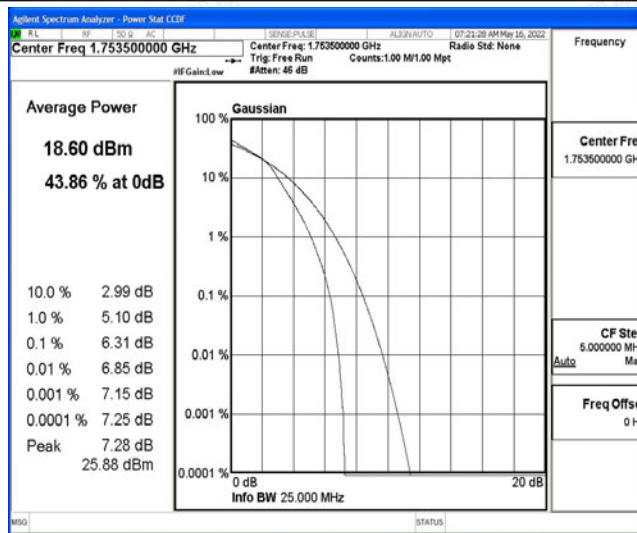 Agilent Spectrum Analyzer - Power Stat CCDF
RL RF 50 Ω AC SENSE:PULSE ALIGN AUTO 07:21:28 AM May 16, 2022
Center Freq 1.753500000 GHz
Center Freq: 1.753500000 GHz Radio Std: None
Trig: Free Run Counts:1.00 M/1.00 Mpt
#IFGain:Low #Atten: 46 dB
Frequency
Average Power
18.60 dBm
43.86 % at 0dB
10.0 % 2.99 dB
1.0 % 5.10 dB
0.1 % 6.31 dB
0.01 % 6.85 dB
0.001 % 7.15 dB
0.0001 % 7.25 dB
Peak 7.28 dB
25.88 dBm
Gaussian
100 %
10 %
1 %
0.1 %
0.01 %
0.001 %
0.0001 %
0 dB 20 dB
Info BW 25.000 MHz
Center Fre
1.753500000 GH
CF Ste
5.000000 MH
Auto Ma
Freq Offse
0 H
MSG STATUS